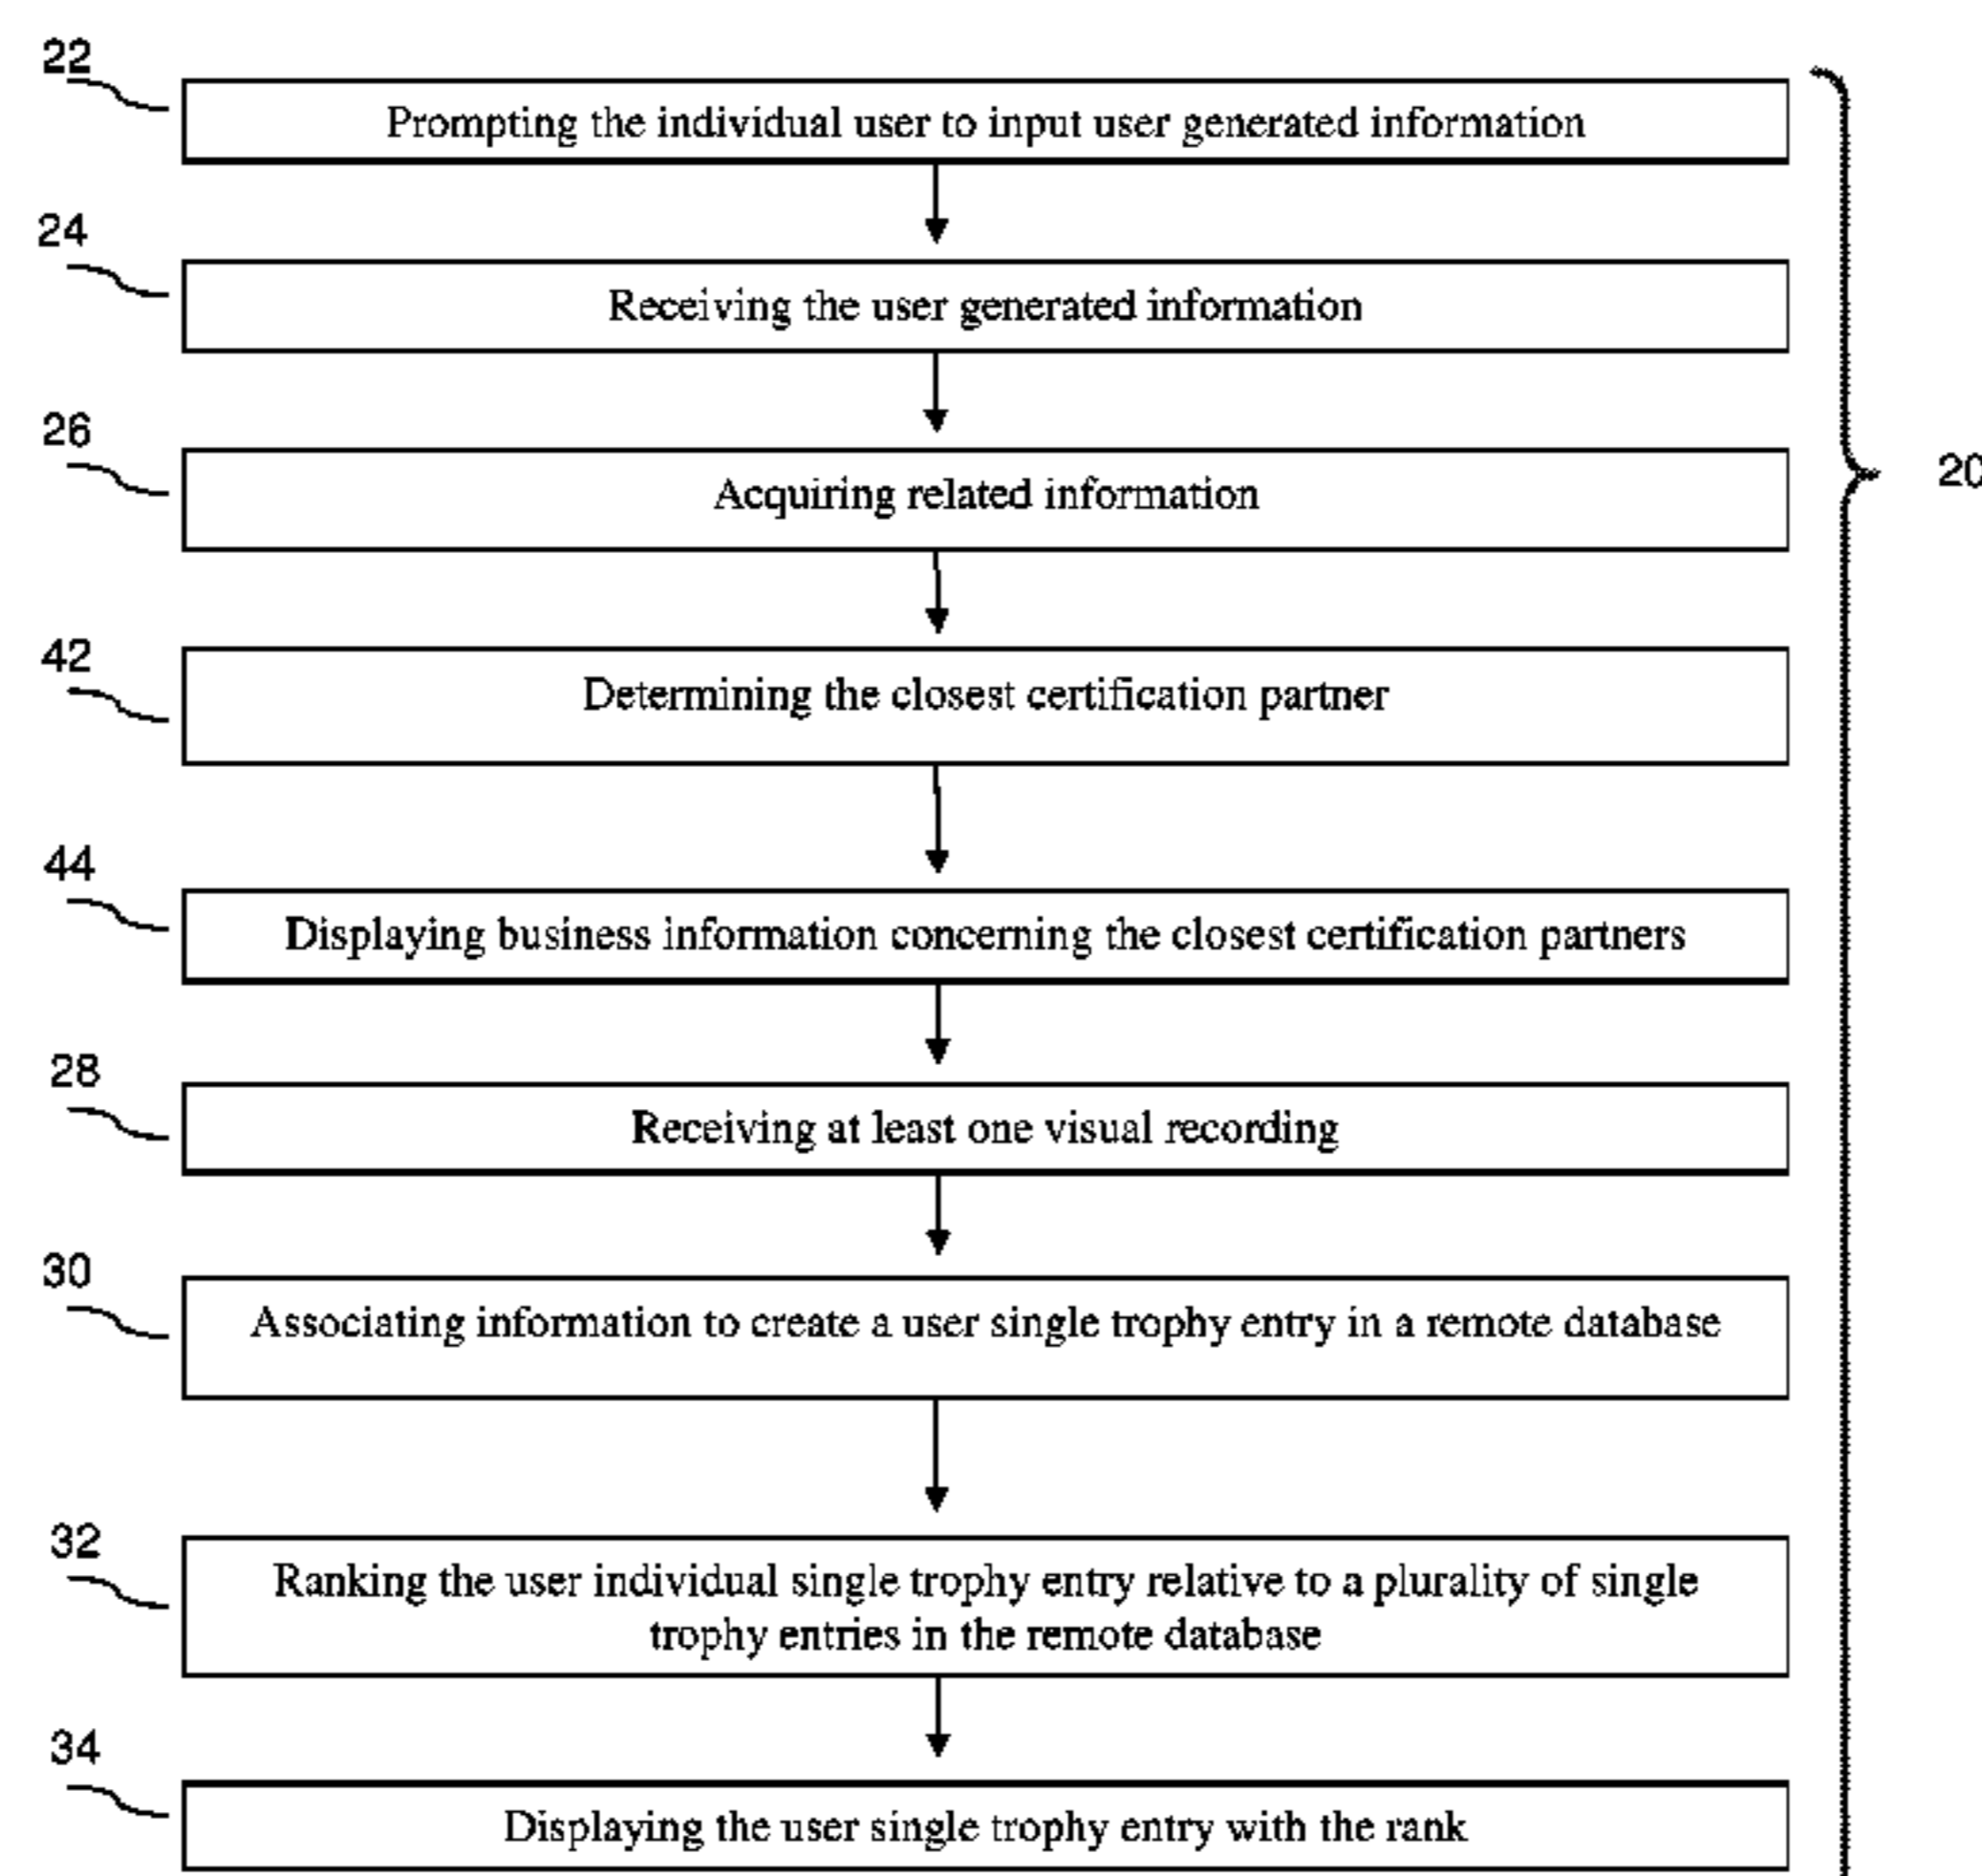 22
Prompting the individual user to input user generated information
24
Receiving the user generated information
26
Acquiring related information
20
42
Determining the closest certification partner
44
Displaying business information concerning the closest certification partners
28
Receiving at least one visual recording
30
Associating information to create a user single trophy entry in a remote database
32
Ranking the user individual single trophy entry relative to a plurality of single
trophy entries in the remote database
34
Displaying the user single trophy entry with the rank